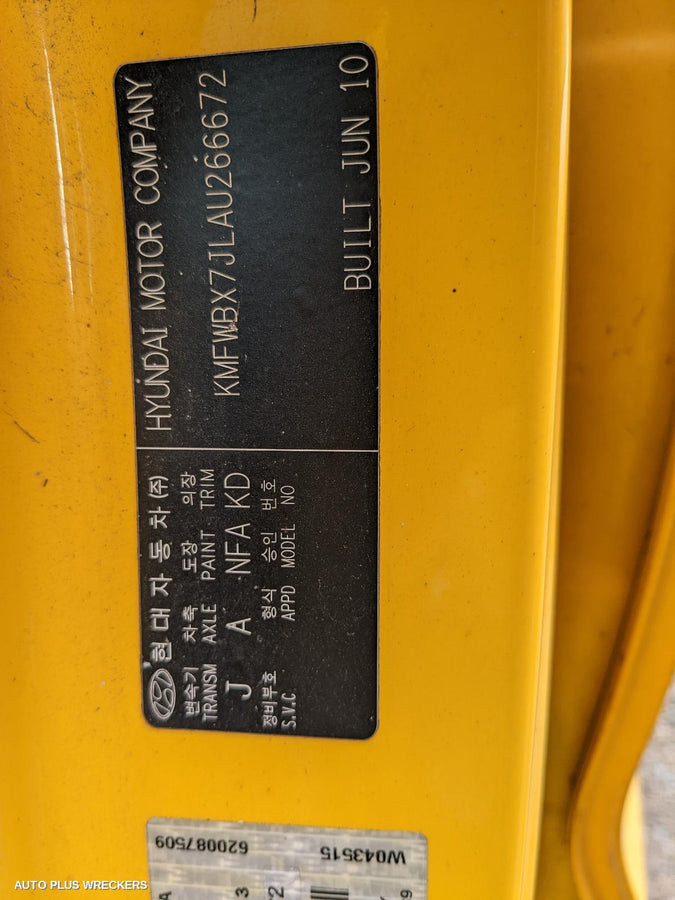 현대자동차(주) HYUNDAI MOTOR COMPANY
변속기 차축 도장 의장
TRANSM AXLE PAINT TRIM
J A NFA KD
KMFWBX7JLAU266672
정비부호 형식 승인 번호
S.V.C APPD MODEL NO
BUILT JUN 10
W043515 620087509
AUTO PLUS WRECKERS